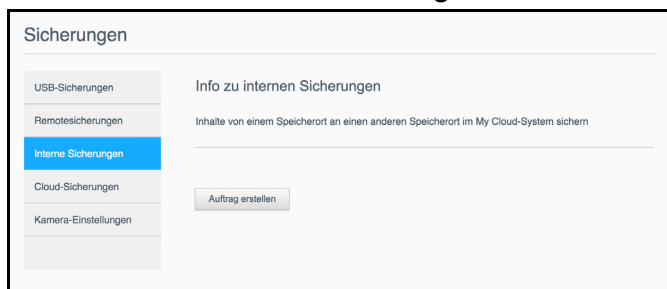 Sicherungen
USB-Sicherungen
Remotesicherungen
Interne Sicherungen
Cloud-Sicherungen
Kamera-Einstellungen
Info zu internen Sicherungen
Inhalte von einem Speicherort an einen anderen Speicherort im My Cloud-System sichern
Auftrag erstellen